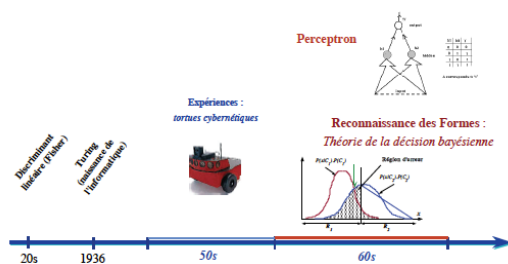 Perceptron
Expériences :
tortues cybernétiques
Reconnaissance des Formes :
Théorie de la décision bayésienne
Discriminant
linéaire (Fisher)
Turing
(naissance de
l'informatique)
Région d'erreur
20s
1936
50s
60s